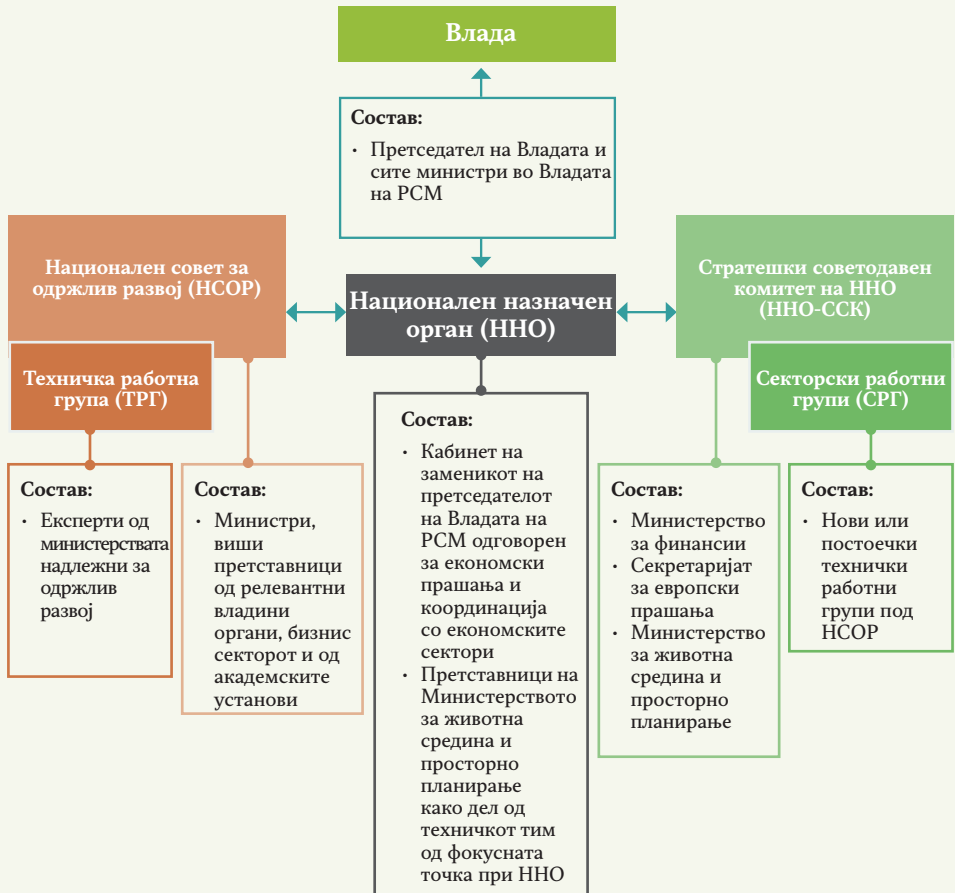 Влада
Состав:
· Претседател на Владата и
сите министри во Владата
на РСМ
Национален совет за
одржлив развој (НСОР)
Национален назначен
орган (ННО)
Стратешки советодавен
комитет на ННО
(ННО-ССК)
Техничка работна
група (ТРГ)
Секторски работни
групи (СРГ)
Состав:
· Експерти од
министерствата
надлежни за
одржлив
развој
Состав:
· Министри,
виши
претставници
од релевантни
владини
органи, бизнис
секторот и од
академските
установи
Состав:
· Кабинет на
заменикот на
претседателот
на Владата на
РСМ одговорен
за економски
прашања и
координација
со економските
сектори
· Претставници на
Министерството
за животна
средина и
просторно
планирање
како дел од
техничкот тим
од фокусната
точка при ННО
Состав:
· Министерство
за финансии
· Секретаријат
за европски
прашања
· Министерство
за животна
средина и
просторно
планирање
Состав:
· Нови или
постоечки
технички
работни
групи под
НСОР